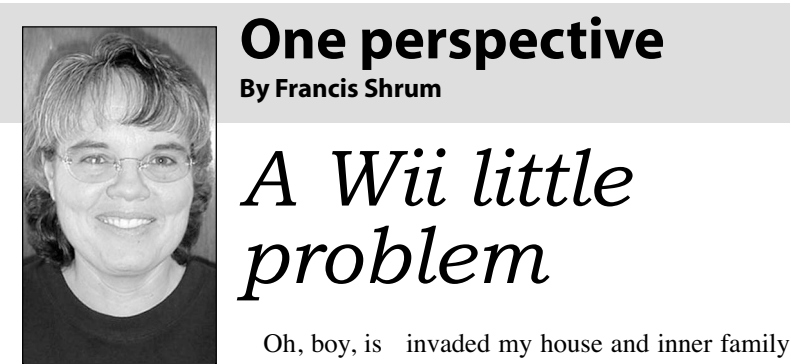 One perspective
By Francis Shrum
A Wii little
problem
Oh, boy, is
invaded my house and inner family